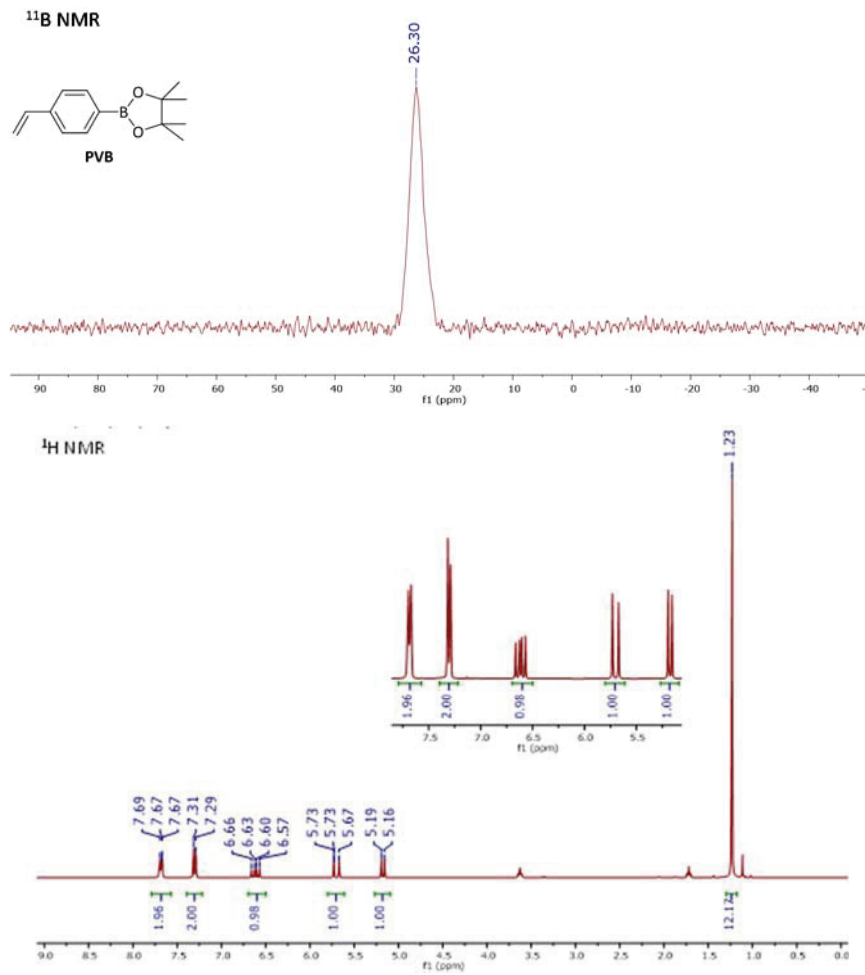 ¹¹B NMR
26.30
O
B
O
PVB
90 80 70 60 50 40 30 20 10 0 -10 -20 -30 -40 -50
f1 (ppm)
¹H NMR
1.23
1.96 2.00 0.98 1.00 1.00
7.5 7.0 6.5 6.0 5.5
f1 (ppm)
7.69 7.67 7.67 7.31 7.29 6.66 6.63 6.60 6.57 5.73 5.73 5.67 5.19 5.16
1.96 2.00 0.98 1.00 1.00 12.17
9.0 8.5 8.0 7.5 7.0 6.5 6.0 5.5 5.0 4.5 4.0 3.5 3.0 2.5 2.0 1.5 1.0 0.5 0.0
f1 (ppm)